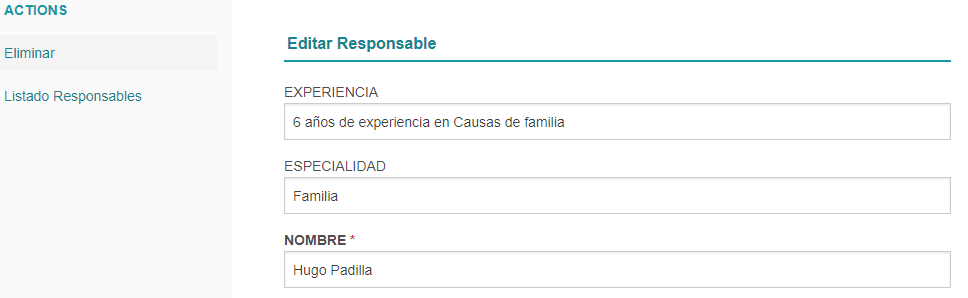 ACTIONS
Eliminar
Listado Responsables
Editar Responsable
EXPERIENCIA
6 años de experiencia en Causas de familia
ESPECIALIDAD
Familia
NOMBRE *
Hugo Padilla